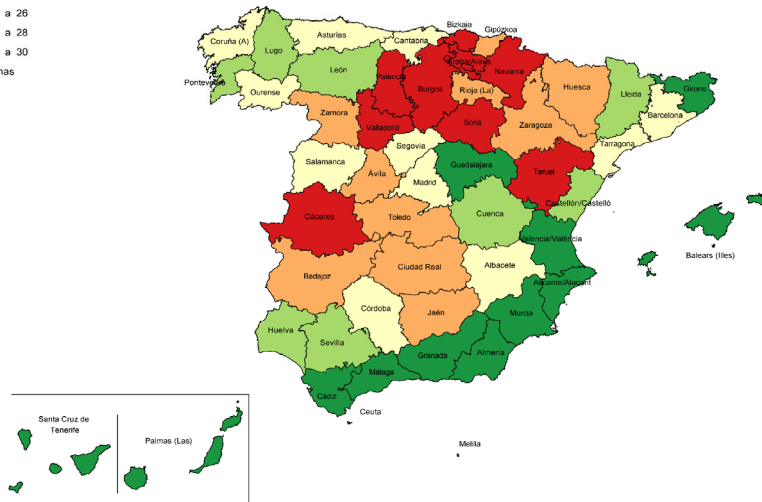 a 26
a 28
a 30
nas
Bizkaia
Gipúzkoa
Coruña (A)
Lugo
Asturias
Cantabria
Araba/Álava
Navarra
Pontevedra
Ourense
León
Palencia
Burgos
Rioja (La)
Huesca
Lleida
Girona
Zamora
Valladolid
Soria
Zaragoza
Barcelona
Tarragona
Salamanca
Segovia
Guadalajara
Teruel
Ávila
Madrid
Castellón/Castelló
Cáceres
Toledo
Cuenca
Valencia/València
Balears (Illes)
Badajoz
Ciudad Real
Albacete
Alicante/Alacant
Córdoba
Jaén
Murcia
Huelva
Sevilla
Granada
Almería
Málaga
Cádiz
Ceuta
Melilla
Santa Cruz de
Tenerife
Palmas (Las)